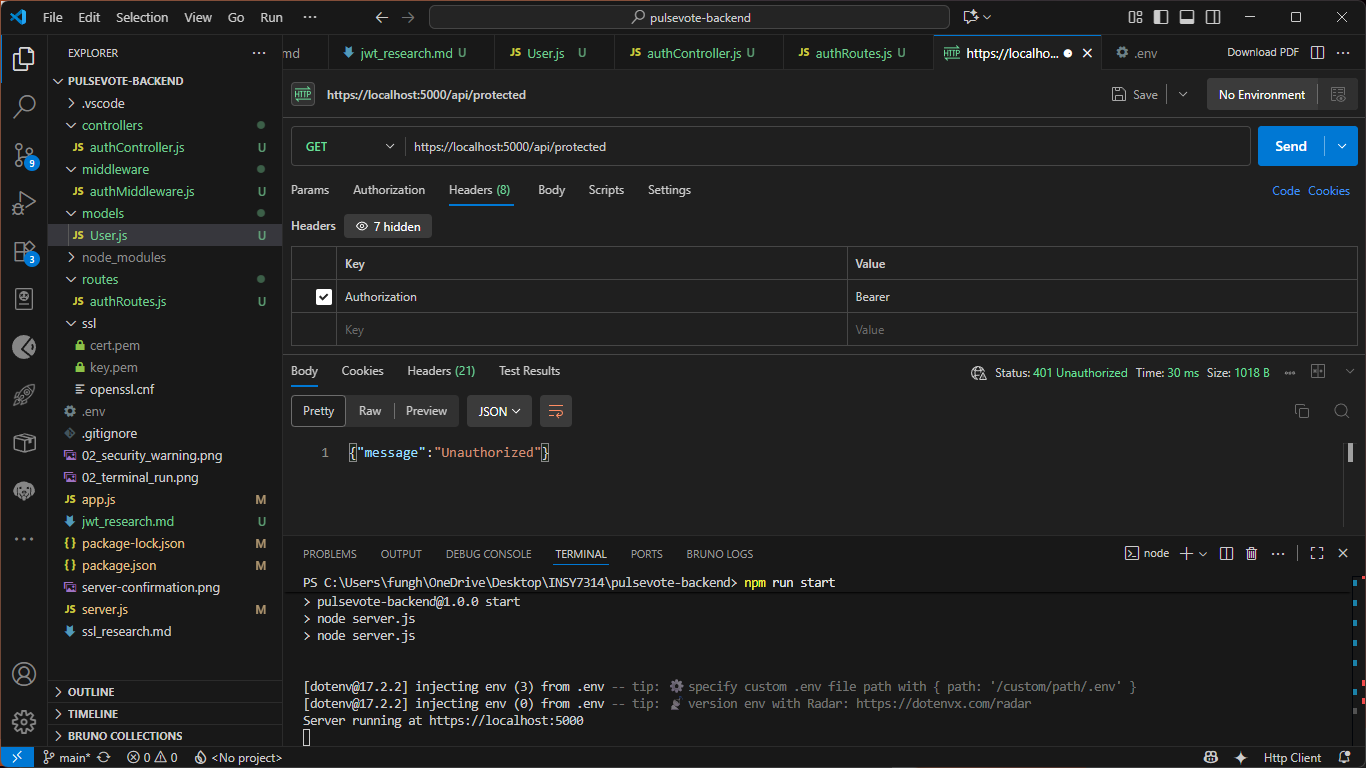 File Edit Selection View Go Run ··· pulsevote-backend
EXPLORER ···
PULSEVOTE-BACKEND
.vscode
controllers
JS authController.js U
middleware
JS authMiddleware.js U
models
JS User.js U
node_modules
routes
JS authRoutes.js U
ssl
cert.pem
key.pem
openssl.cnf
.env
.gitignore
02_security_warning.png
02_terminal_run.png
JS app.js M
jwt_research.md U
{} package-lock.json M
{} package.json M
server-confirmation.png
JS server.js M
ssl_research.md
OUTLINE
TIMELINE
BRUNO COLLECTIONS
9
3
md jwt_research.md U JS User.js U JS authController.js U JS authRoutes.js U HTTP https://localho... .env Download PDF ···
HTTP https://localhost:5000/api/protected Save No Environment
GET https://localhost:5000/api/protected Send
Params Authorization Headers (8) Body Scripts Settings Code Cookies
Headers 7 hidden
Key Value
Authorization Bearer
Key Value
Body Cookies Headers (21) Test Results Status: 401 Unauthorized Time: 30 ms Size: 1018 B
Pretty Raw Preview JSON
1 {"message":"Unauthorized"}
PROBLEMS OUTPUT DEBUG CONSOLE TERMINAL PORTS BRUNO LOGS node
PS C:\Users\fungh\OneDrive\Desktop\INSY7314\pulsevote-backend> npm run start
> pulsevote-backend@1.0.0 start
> node server.js
> node server.js
[dotenv@17.2.2] injecting env (3) from .env -- tip: ⚙️ specify custom .env file path with { path: '/custom/path/.env' }
[dotenv@17.2.2] injecting env (0) from .env -- tip: 📡 version env with Radar: https://dotenvx.com/radar
Server running at https://localhost:5000
main* 0 0 <No project> Http Client